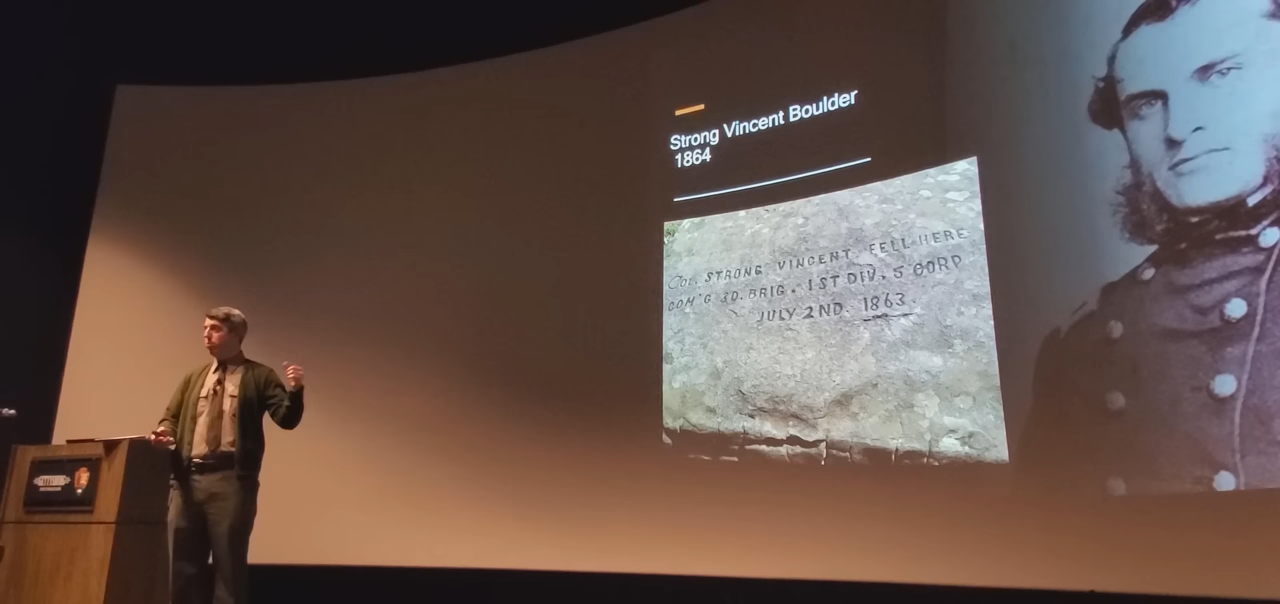 Strong Vincent Boulder
1864
COL. STRONG VINCENT FELL HERE
COM'G 3D. BRIG. 1ST DIV. 5 CORP
JULY 2ND. 1863.